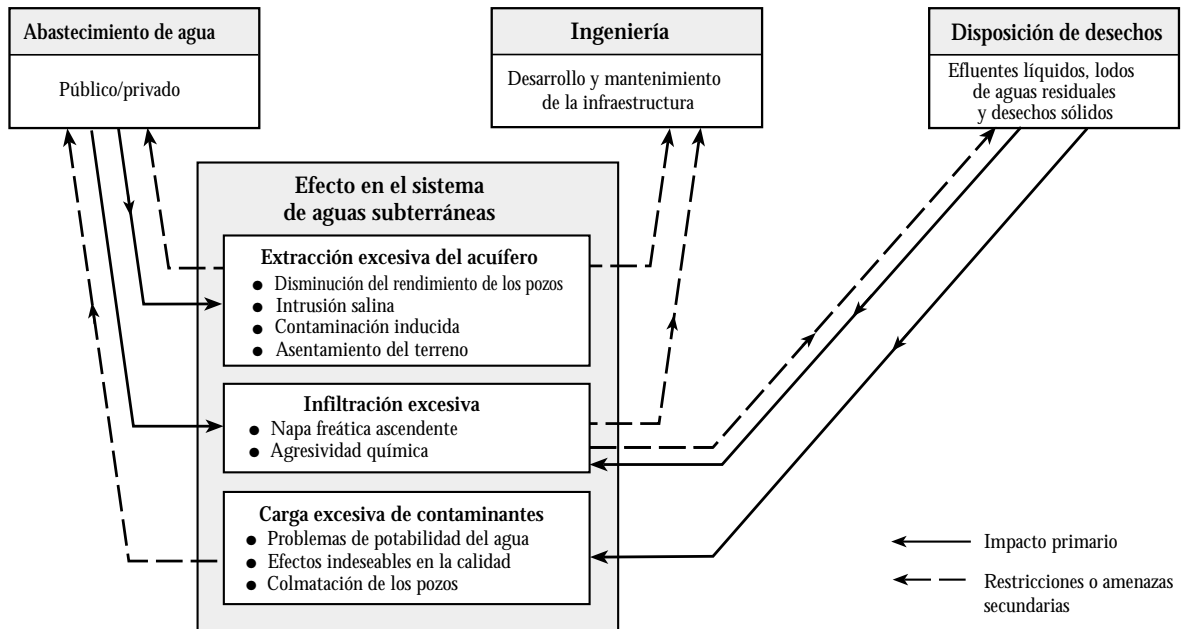 Abastecimiento de agua
Público/privado
Ingeniería
Desarrollo y mantenimiento
de la infraestructura
Disposición de desechos
Efluentes líquidos, lodos
de aguas residuales
y desechos sólidos
Efecto en el sistema
de aguas subterráneas
Extracción excesiva del acuífero
● Disminución del rendimiento de los pozos
● Intrusión salina
● Contaminación inducida
● Asentamiento del terreno
Infiltración excesiva
● Napa freática ascendente
● Agresividad química
Carga excesiva de contaminantes
● Problemas de potabilidad del agua
● Efectos indeseables en la calidad
● Colmatación de los pozos
Impacto primario
Restricciones o amenazas
secundarias